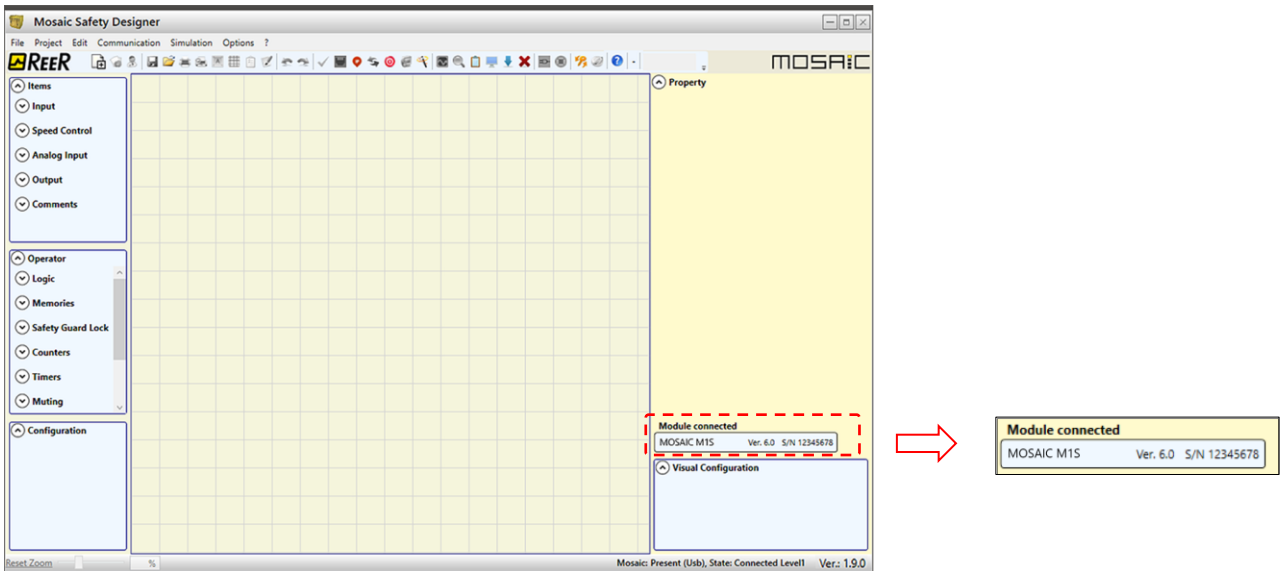 Mosaic Safety Designer
File Project Edit Communication Simulation Options ?
REER
MOSAIC
Items
Input
Speed Control
Analog Input
Output
Comments
Operator
Logic
Memories
Safety Guard Lock
Counters
Timers
Muting
Configuration
Property
Module connected
MOSAIC M1S Ver. 6.0 S/N 12345678
Visual Configuration
Reset Zoom % Mosaic: Present (Usb), State: Connected Level1 Ver.: 1.9.0
Module connected
MOSAIC M1S Ver. 6.0 S/N 12345678